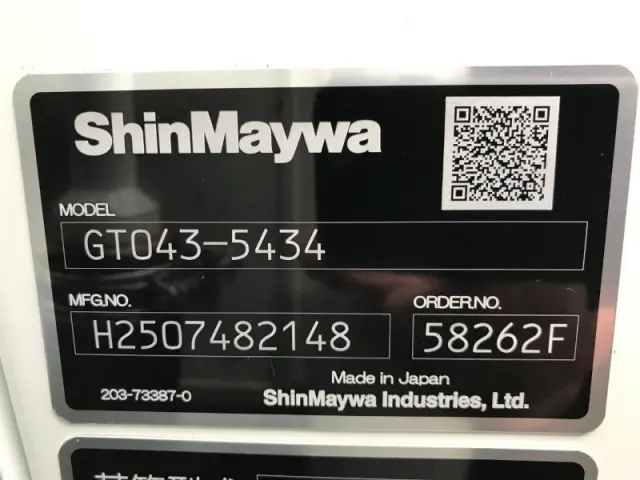 ShinMaywa
MODEL
GT043-5434
MFG.NO. ORDER.NO.
H2507482148 58262F
203-73387-0
Made in Japan
ShinMaywa Industries, Ltd.